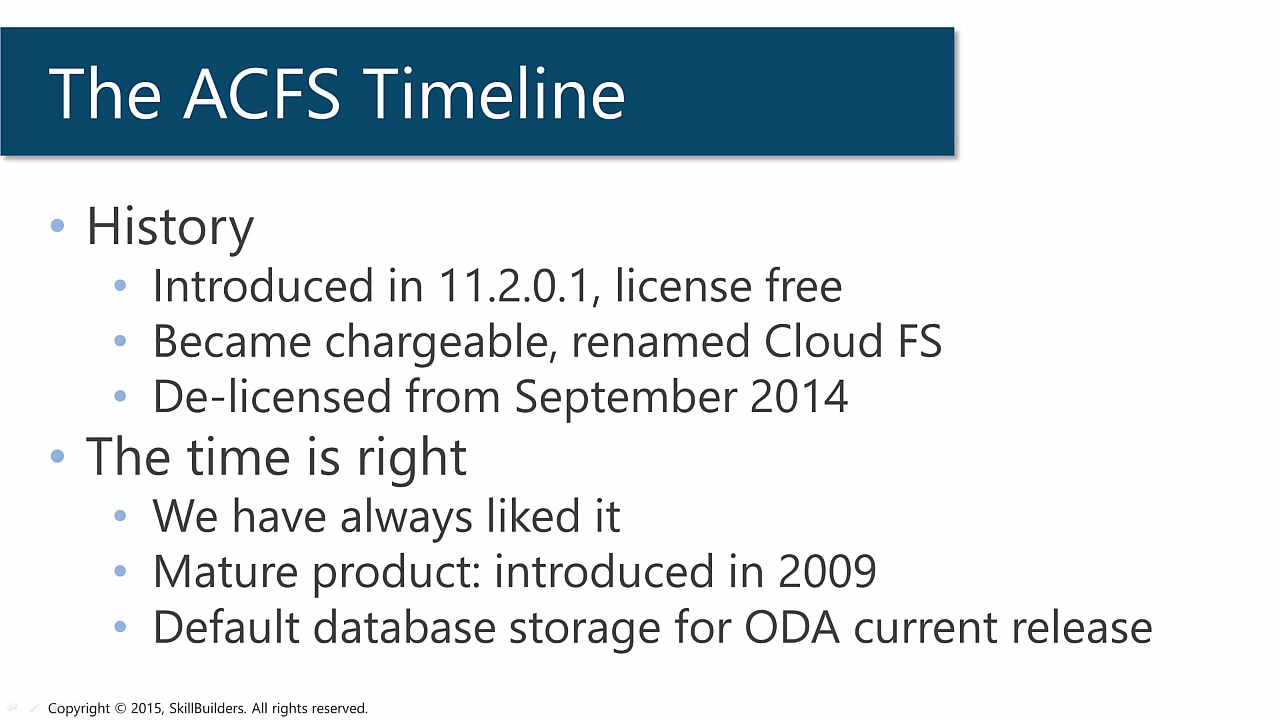 The ACFS Timeline
• History
• Introduced in 11.2.0.1, license free
• Became chargeable, renamed Cloud FS
• De-licensed from September 2014
• The time is right
• We have always liked it
• Mature product: introduced in 2009
• Default database storage for ODA current release
Copyright © 2015, SkillBuilders. All rights reserved.